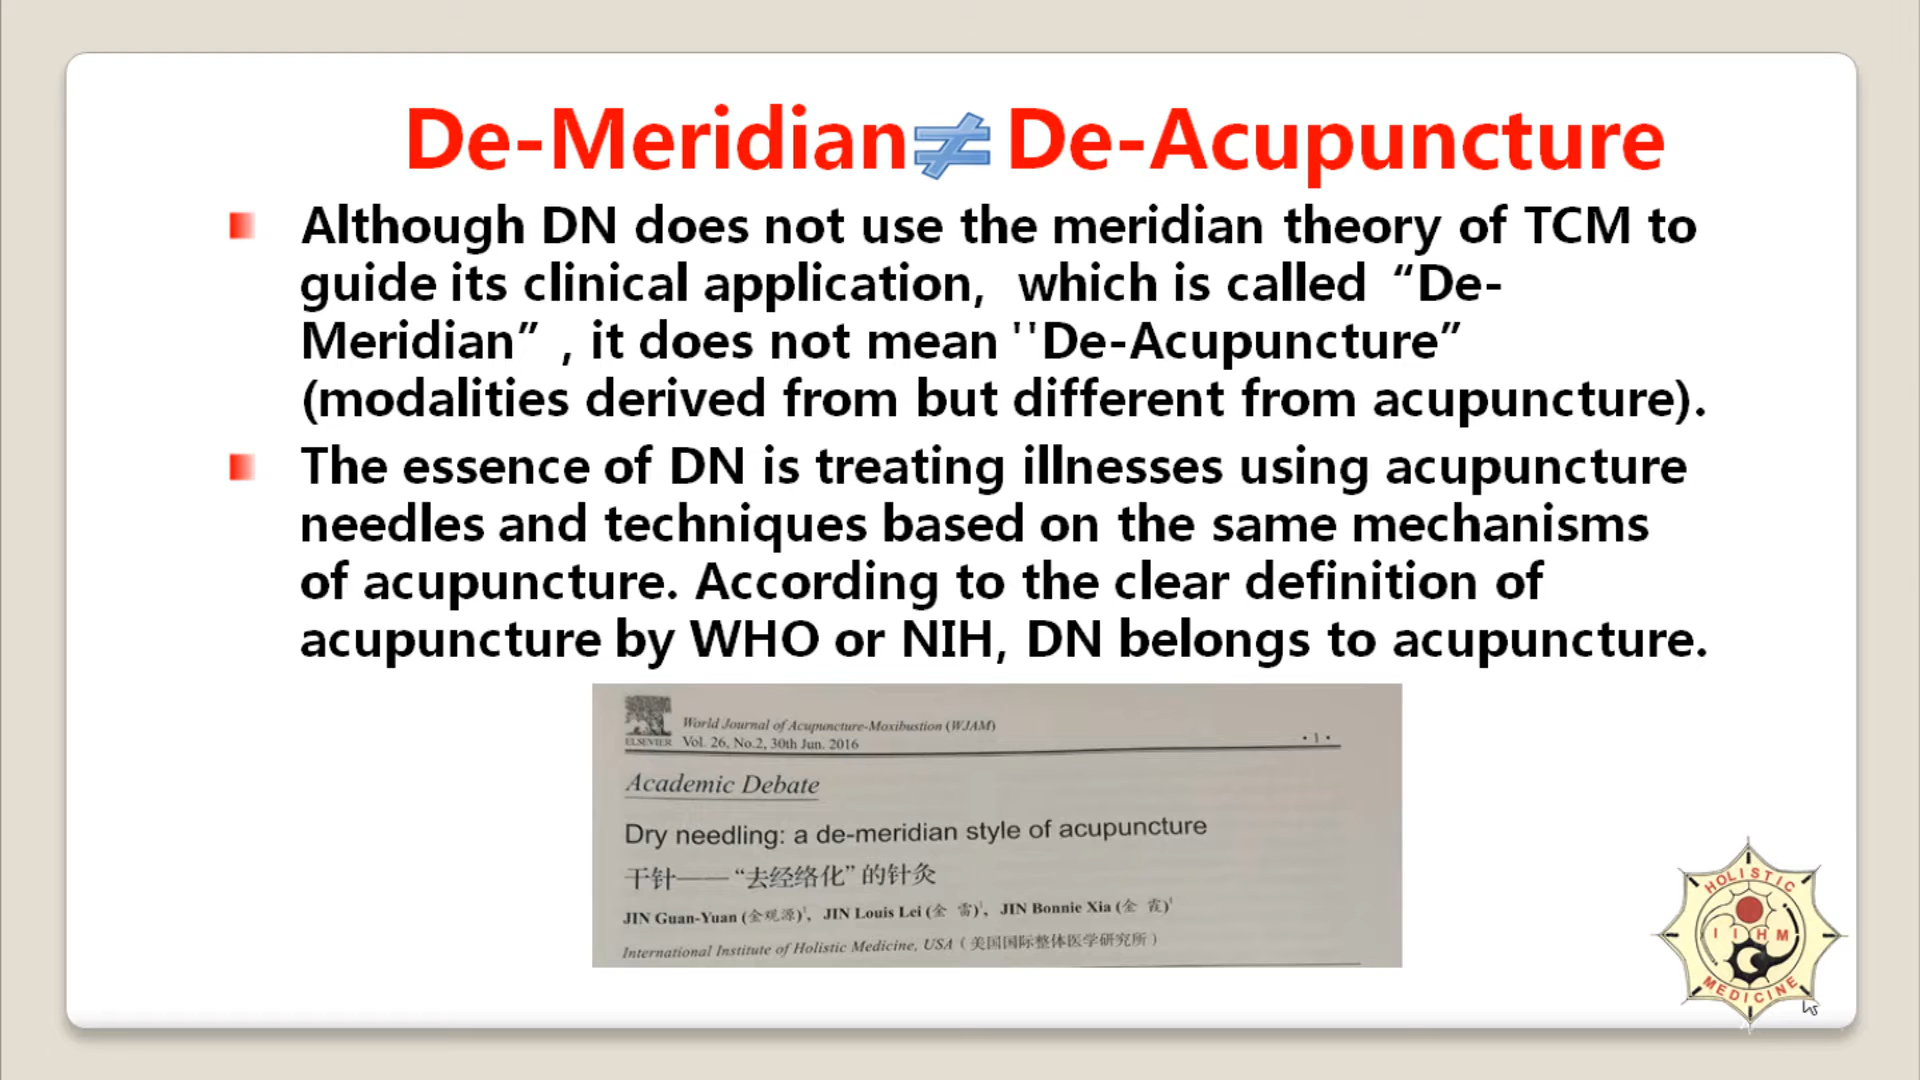 De-Meridian≠De-Acupuncture
Although DN does not use the meridian theory of TCM to
guide its clinical application, which is called “De-
Meridian” , it does not mean ''De-Acupuncture”
(modalities derived from but different from acupuncture).
The essence of DN is treating illnesses using acupuncture
needles and techniques based on the same mechanisms
of acupuncture. According to the clear definition of
acupuncture by WHO or NIH, DN belongs to acupuncture.
World Journal of Acupuncture-Moxibustion (WJAM)
ELSEVIER Vol. 26, No.2, 30th Jun. 2016
• 1 •
Academic Debate
Dry needling: a de-meridian style of acupuncture
干针——“去经络化”的针灸
JIN Guan-Yuan (金观源)¹, JIN Louis Lei (金 雷)¹, JIN Bonnie Xia (金 霞)¹
International Institute of Holistic Medicine, USA (美国国际整体医学研究所)
HOLISTIC
I I H M
MEDICINE